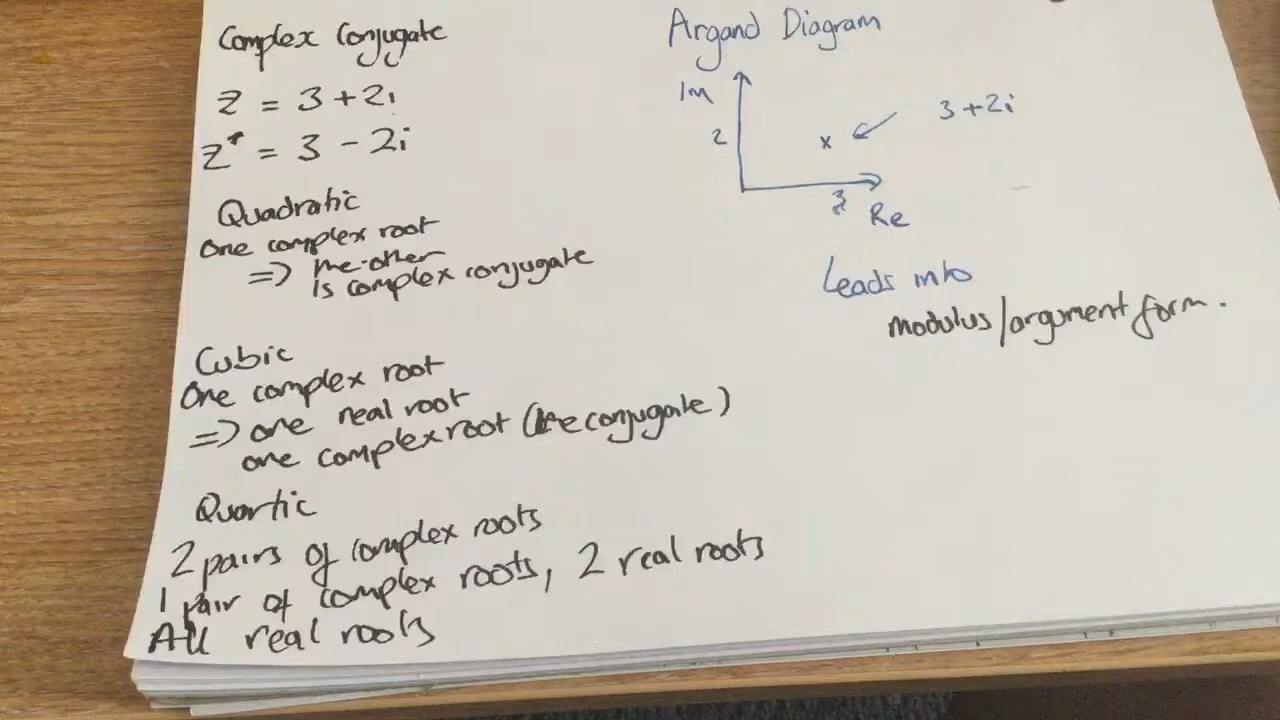 Complex Conjugate
z = 3 + 2i
z* = 3 - 2i
Quadratic
One complex root
=> the other
is complex conjugate
Cubic
One complex root
=> one real root
one complex root (the conjugate)
Quartic
2 pairs of complex roots
1 pair of complex roots, 2 real roots
All real roots
Argand Diagram
Im
2
x
3+2i
3
Re
Leads into
modulus/argument form.